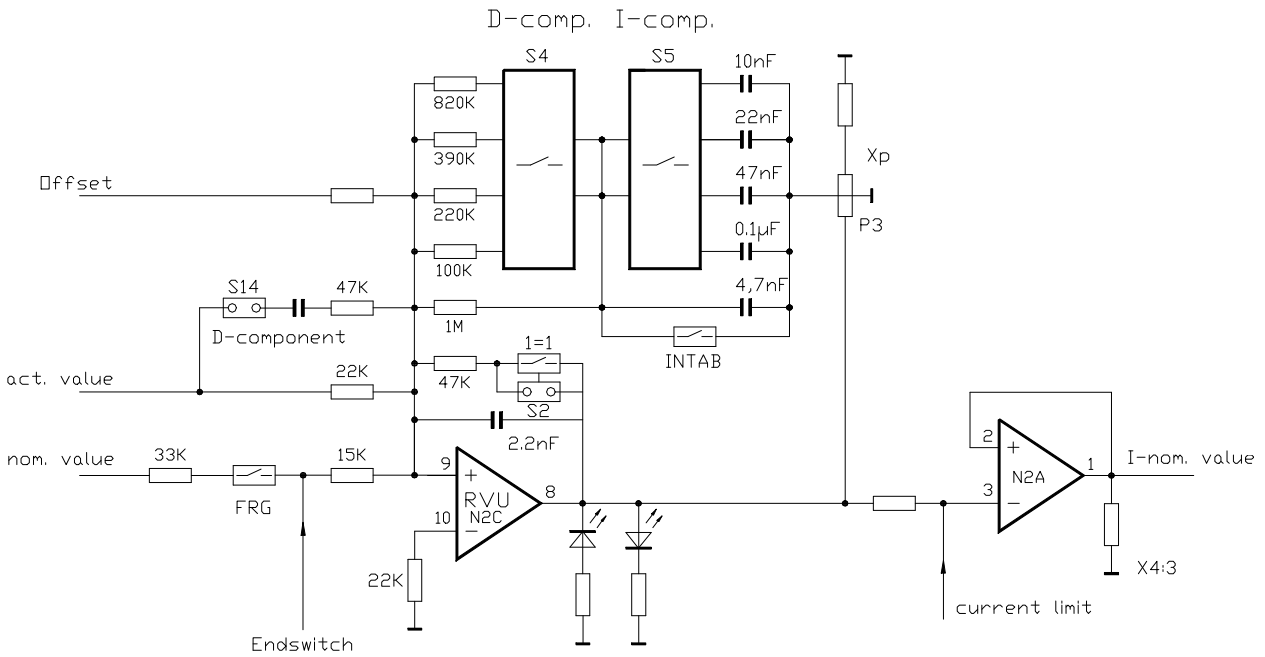 D-comp. I-comp.
S4 S5
10nF
820K
22nF
390K
Xp
47nF
Offset
220K
P3
0.1µF
100K
S14 47K
4,7nF
1M
D-component
1=1
INTAB
22K
act. value
47K
S2
2.2nF
33K 15K
nom. value
9
+
2
+
N2A
1
I-nom. value
FRG
RVU
N2C
8
3
−
10
−
22K
X4:3
current limit
Endswitch